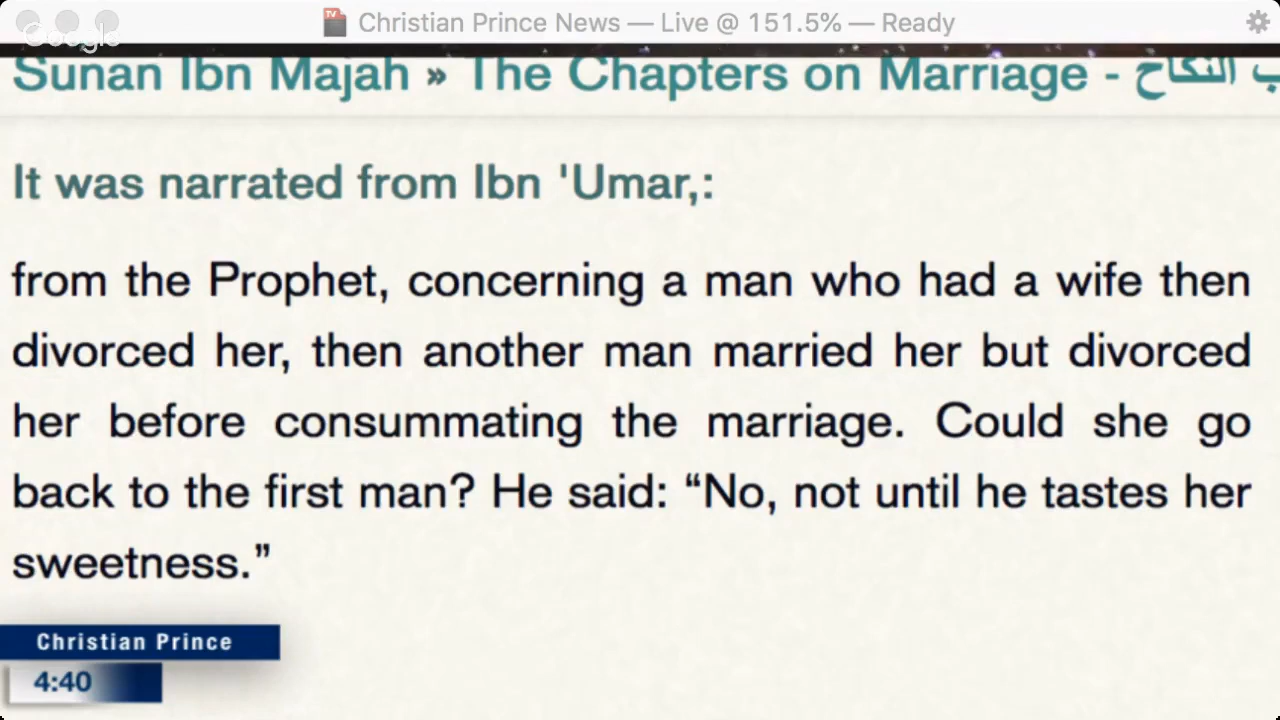 Christian Prince News — Live @ 151.5% — Ready
Google
Sunan Ibn Majah » The Chapters on Marriage - ب النكاح
It was narrated from Ibn 'Umar,:
from the Prophet, concerning a man who had a wife then
divorced her, then another man married her but divorced
her before consummating the marriage. Could she go
back to the first man? He said: “No, not until he tastes her
sweetness.”
Christian Prince
4:40